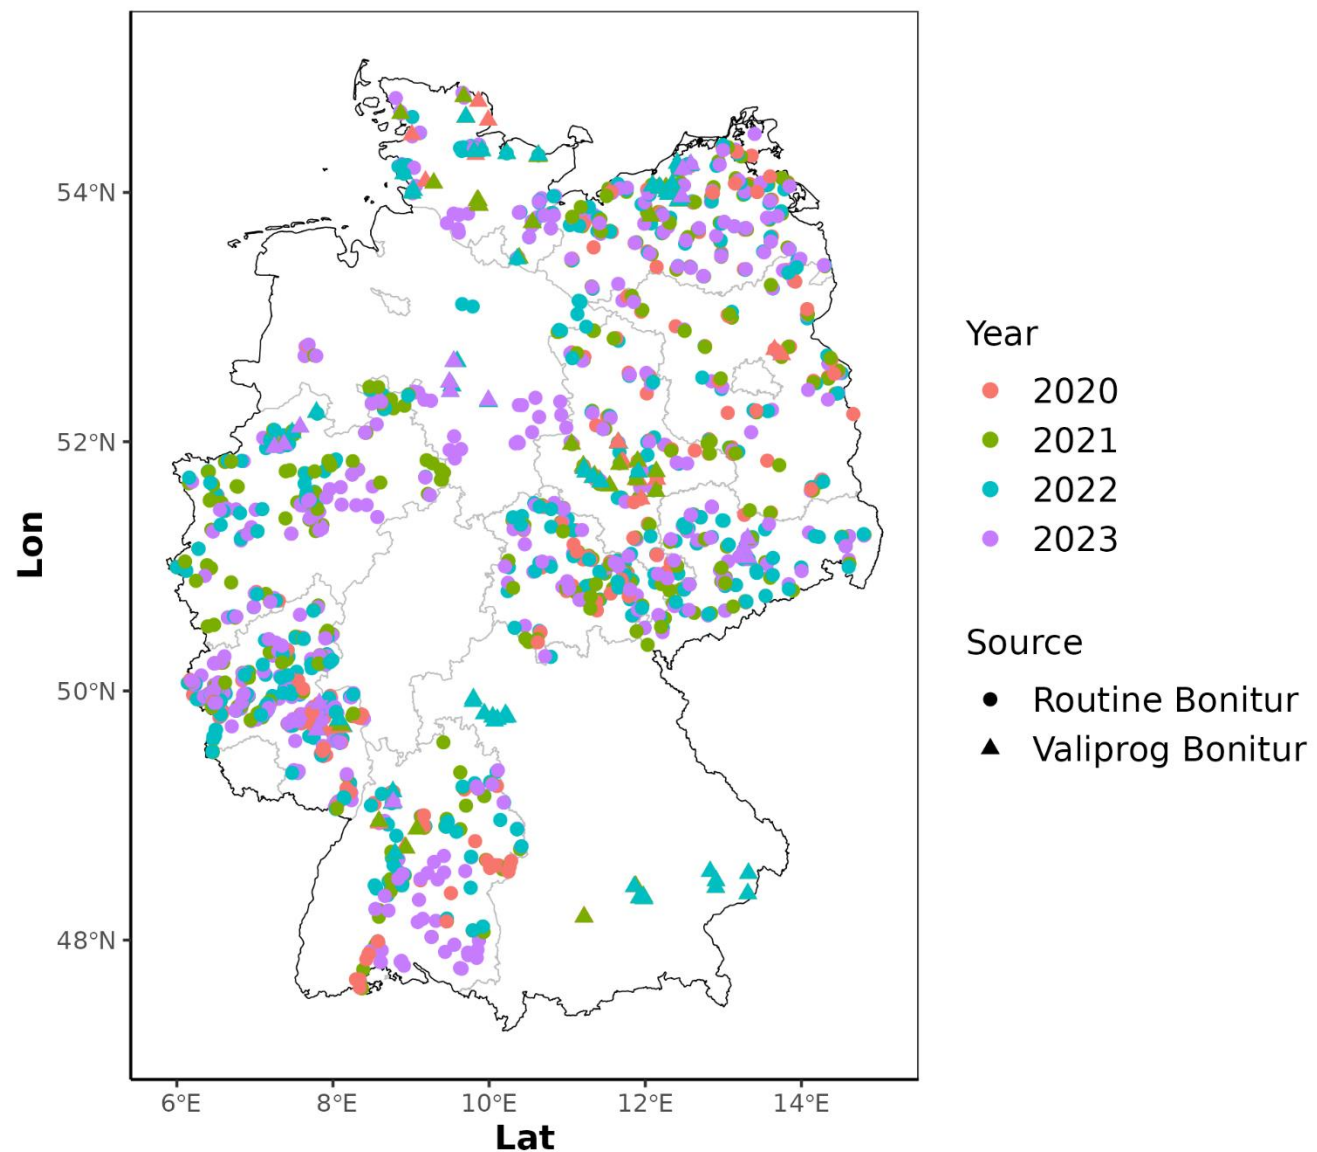 54°N
52°N
50°N
48°N
Lon
6°E 8°E 10°E 12°E 14°E
Lat
Year
2020
2021
2022
2023
Source
Routine Bonitur
Valiprog Bonitur